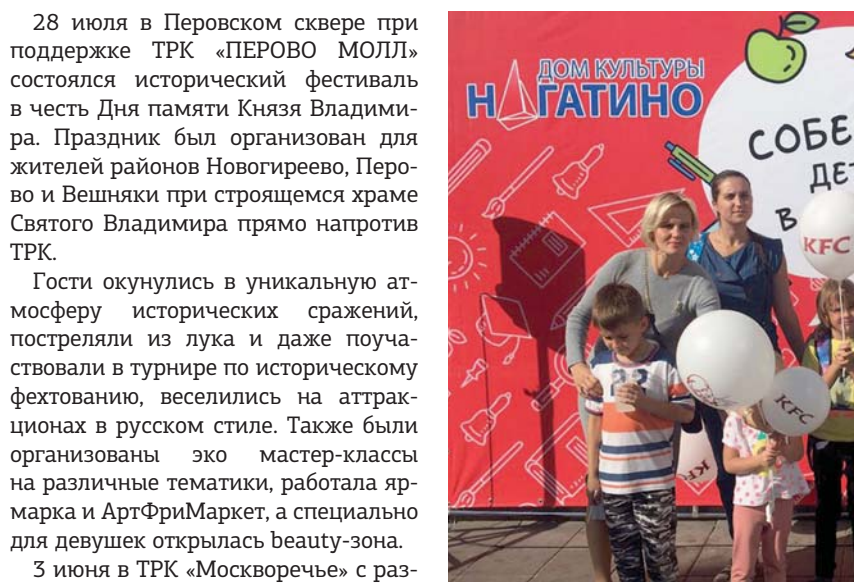 28 июля в Перовском сквере при
поддержке ТРК «ПЕРОВО МОЛЛ»
состоялся исторический фестиваль
в честь Дня памяти Князя Владими-
ра. Праздник был организован для
жителей районов Новогиреево, Перо-
во и Вешняки при строящемся храме
Святого Владимира прямо напротив
ТРК.
Гости окунулись в уникальную ат-
мосферу исторических сражений,
постреляли из лука и даже поуча-
ствовали в турнире по историческому
фехтованию, веселились на аттрак-
ционах в русском стиле. Также были
организованы эко мастер-классы
на различные тематики, работала яр-
марка и АртФриМаркет, а специально
для девушек открылась beauty-зона.
3 июня в ТРК «Москворечье» с раз-
ДОМ КУЛЬТУРЫ
НАГАТИНО
СОБЕ
ДЕТ
В
KFC
KFC
KFC
22